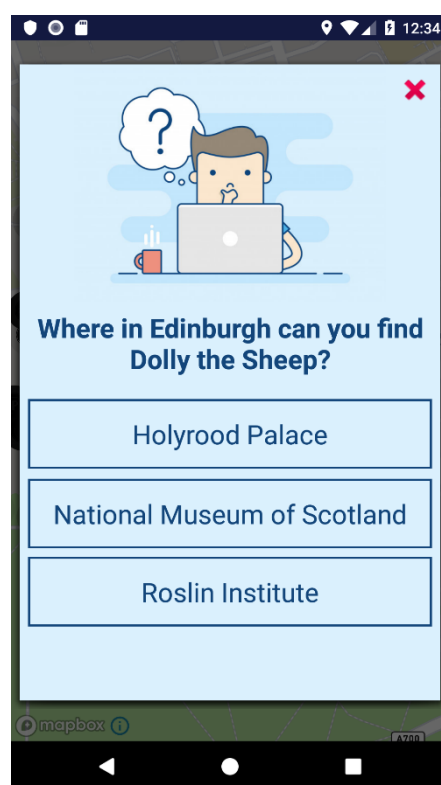 12:34
?
Where in Edinburgh can you find
Dolly the Sheep?
Holyrood Palace
National Museum of Scotland
Roslin Institute
mapbox
A700